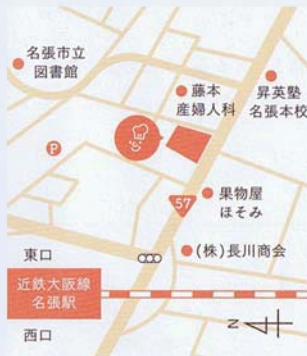 名張市立
図書館
藤本
産婦人科
昇英塾
名張本校
P
57
果物屋
ほそみ
(株)長川商会
東口
近鉄大阪線
名張駅
西口
N